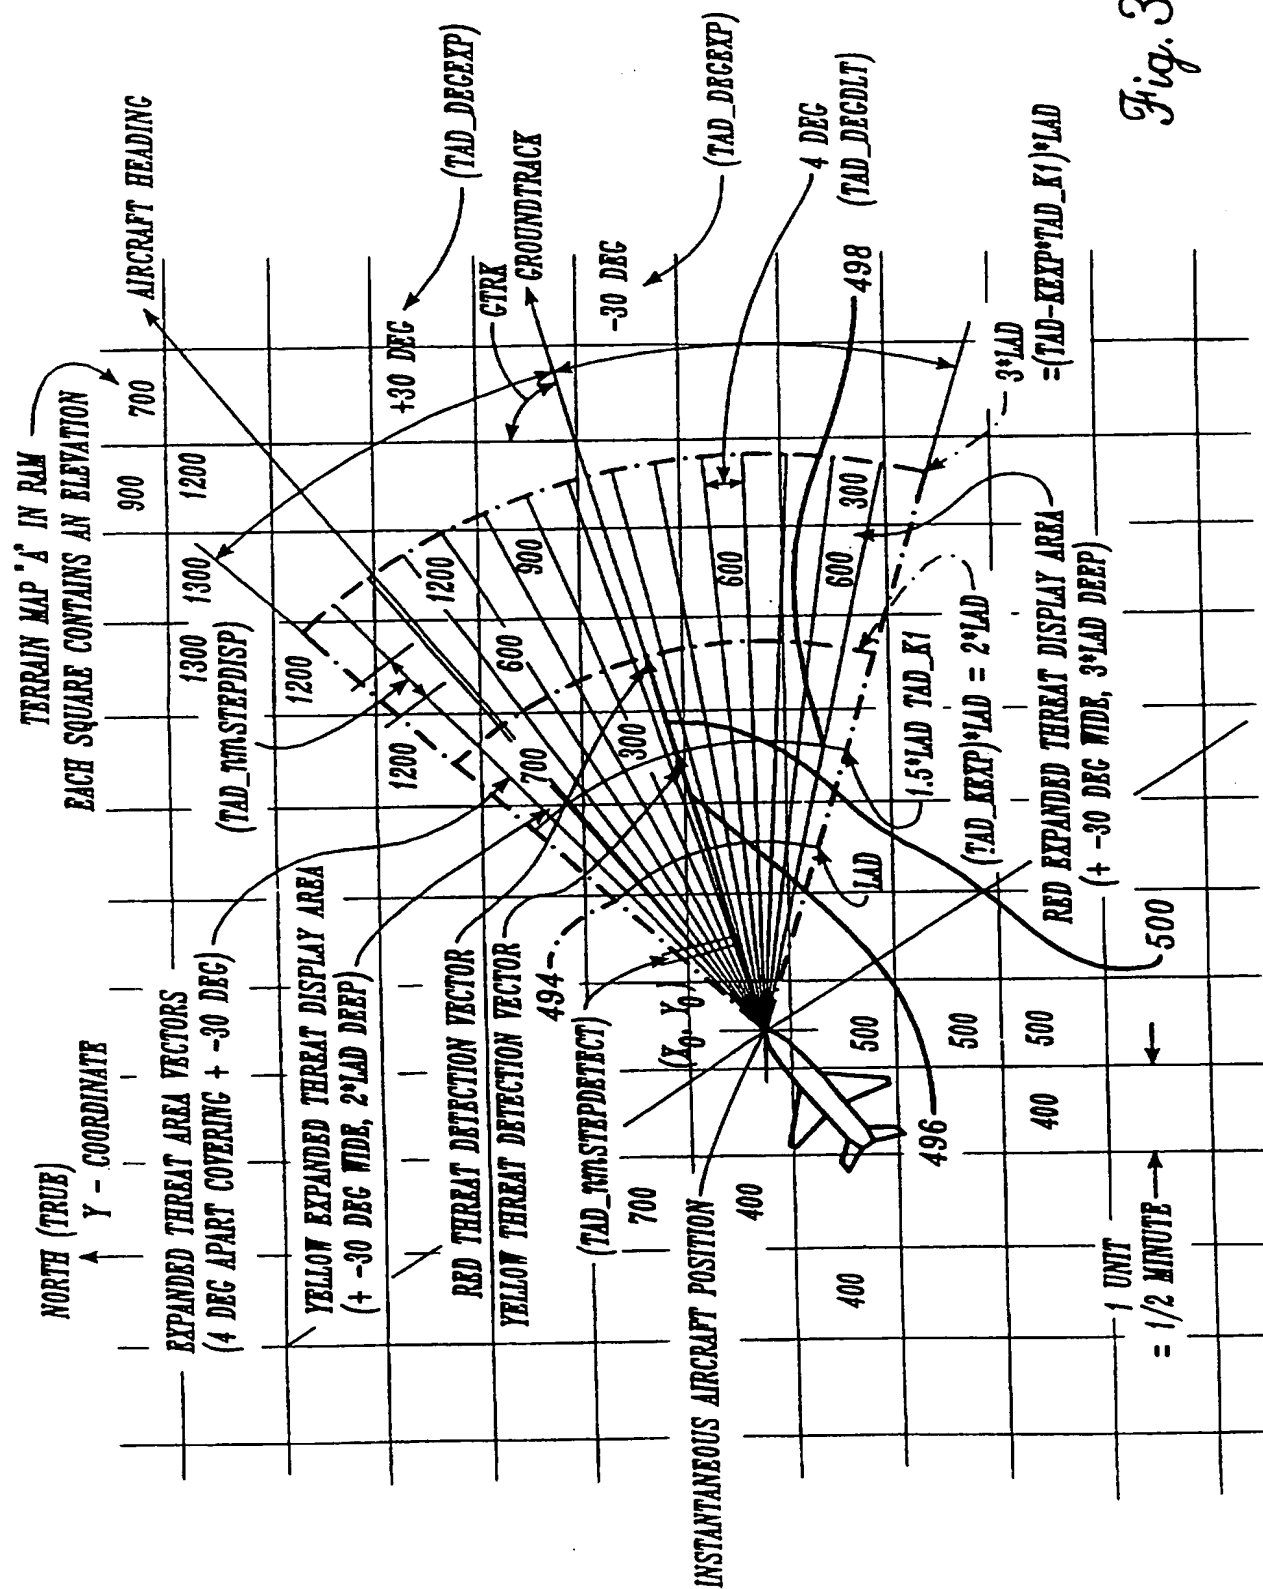 NORTH (TRUE)
Y - COORDINATE
TERRAIN MAP "A" IN RAM
EACH SQUARE CONTAINS AN ELEVATION
AIRCRAFT HEADING
EXPANDED THREAT AREA VECTORS
(4 DEG APART COVERING + -30 DEG)
(TAD_nmSTEPDISP)
1300
1300
1200
900
1200
700
YELLOW EXPANDED THREAT DISPLAY AREA
(+ -30 DEG WIDE, 2*LAD DEEP)
1200
1200
+30 DEG
(TAD_DEGEXP)
RED THREAT DETECTION VECTOR
YELLOW THREAT DETECTION VECTOR
GTRK
GROUNDTRACK
494
700
600
1200
300
900
-30 DEG
(TAD_DEGEXP)
(TAD_nmSTEPDETECT)
(X0, Y0)
700
400
INSTANTANEOUS AIRCRAFT POSITION
600
4 DEG
(TAD_DEGDLT)
600
300
498
400
500
500
500
400
496
LAD
1.5*LAD TAD_K1
(TAD_KEXP)*LAD = 2*LAD
3*LAD
=(TAD-KEXP*TAD_K1)*LAD
RED EXPANDED THREAT DISPLAY AREA
(+ -30 DEG WIDE, 3*LAD DEEP)
500
1 UNIT
= 1/2 MINUTE
Fig. 3